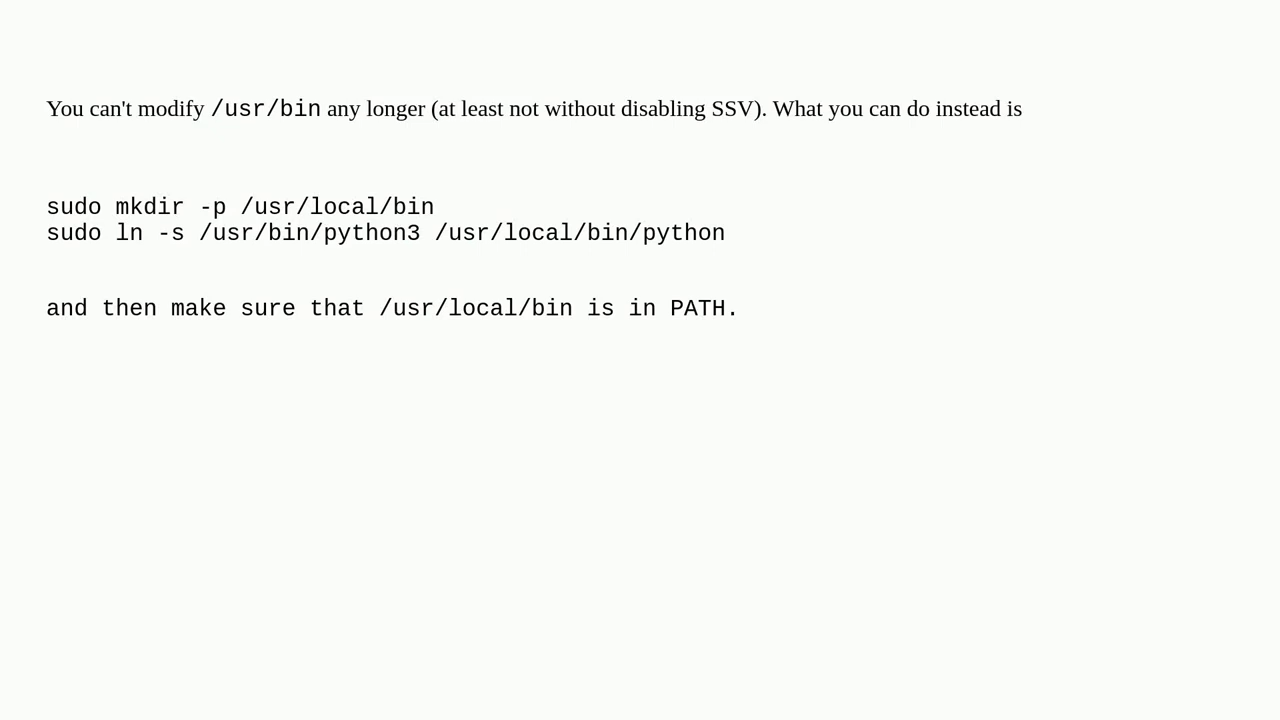 You can't modify /usr/bin any longer (at least not without disabling SSV). What you can do instead is
sudo mkdir -p /usr/local/bin
sudo ln -s /usr/bin/python3 /usr/local/bin/python
and then make sure that /usr/local/bin is in PATH.